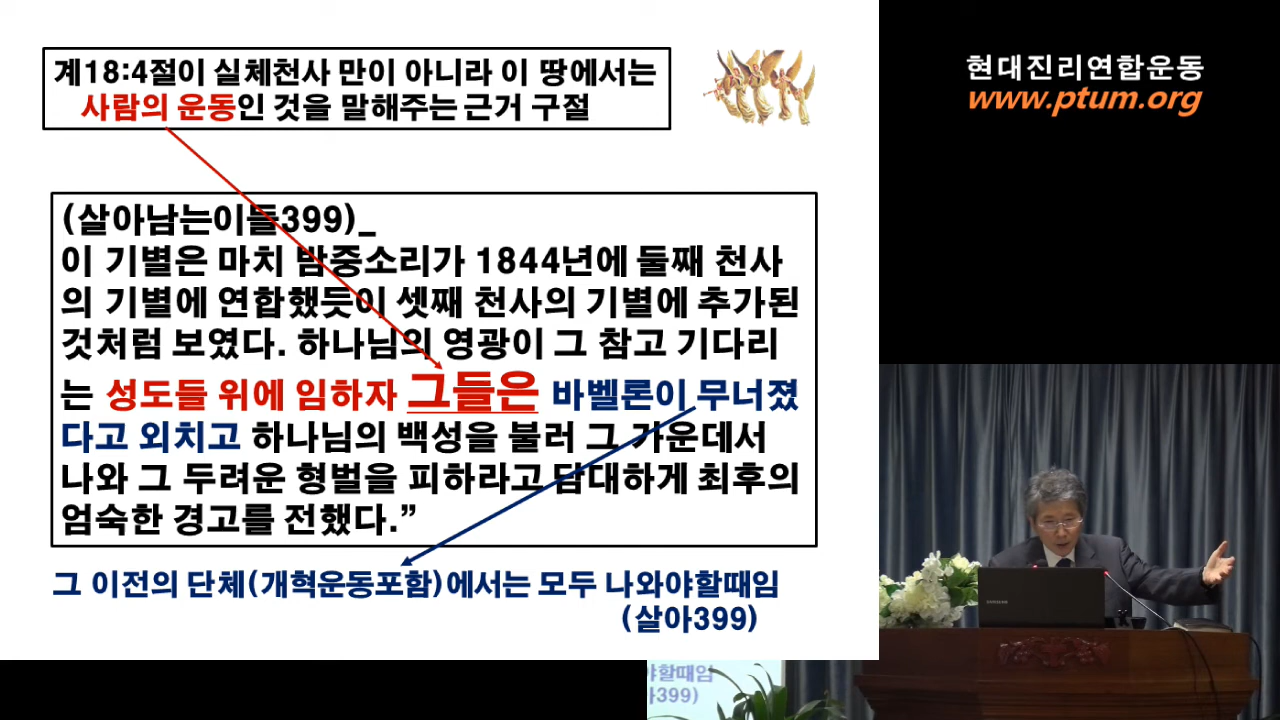 계18:4절이 실체천사 만이 아니라 이 땅에서는
사람의 운동인 것을 말해주는 근거 구절
(살아남는이들399)_
이 기별은 마치 밤중소리가 1844년에 둘째 천사
의 기별에 연합했듯이 셋째 천사의 기별에 추가된
것처럼 보였다. 하나님의 영광이 그 참고 기다리
는 성도들 위에 임하자 그들은 바벨론이 무너졌
다고 외치고 하나님의 백성을 불러 그 가운데서
나와 그 두려운 형벌을 피하라고 담대하게 최후의
엄숙한 경고를 전했다.”
그 이전의 단체(개혁운동포함)에서는 모두 나와야할때임
(살아399)
현대진리연합운동
www.ptum.org
SAMSUNG
야할때임
399)